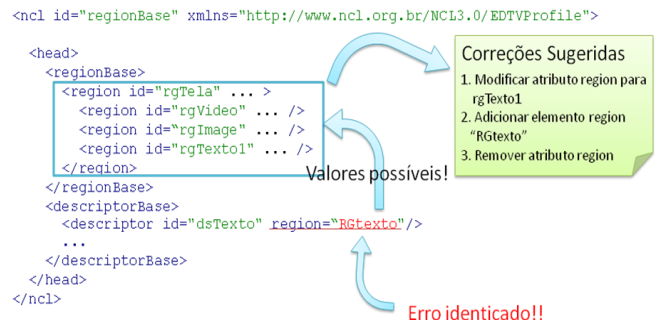 <ncl id="regionBase" xmlns="http://www.ncl.org.br/NCL3.0/EDTVProfile">
<head>
<regionBase>
<region id="rgTela" ... >
<region id="rgVideo" ... />
<region id="rgImage" ... />
<region id="rgTexto1" ... />
</region>
</regionBase>
<descriptorBase>
<descriptor id="dsTexto" region="RGtexto"/>
...
</descriptorBase>
</head>
</ncl>
Correções Sugeridas
1. Modificar atributo region para
rgTexto1
2. Adicionar elemento region
“RGtexto”
3. Remover atributo region
Valores possíveis!
Erro identicado!!